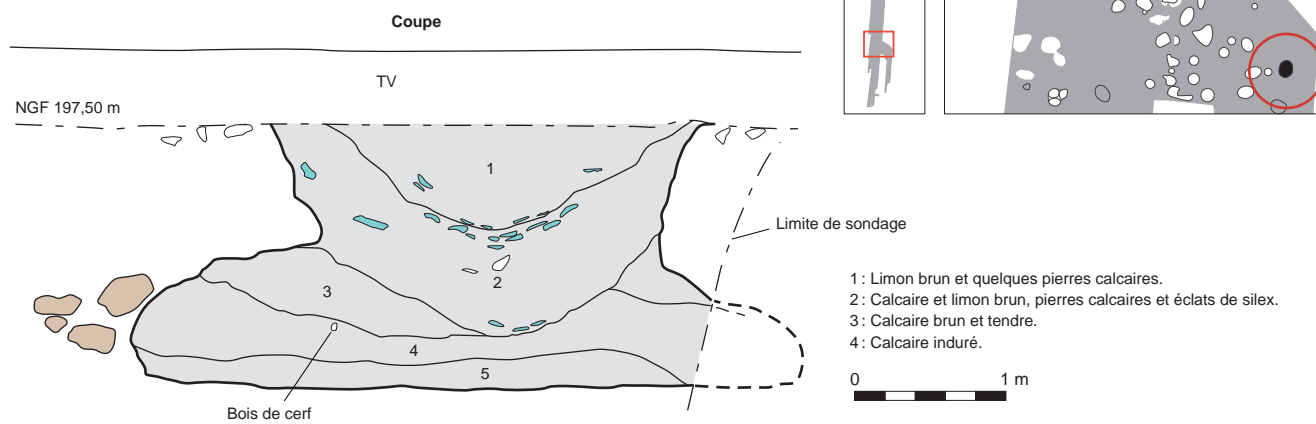 Coupe
TV
NGF 197,50 m
1
2
3
4
5
Limite de sondage
Bois de cerf
1 : Limon brun et quelques pierres calcaires.
2 : Calcaire et limon brun, pierres calcaires et éclats de silex.
3 : Calcaire brun et tendre.
4 : Calcaire induré.
0 1 m